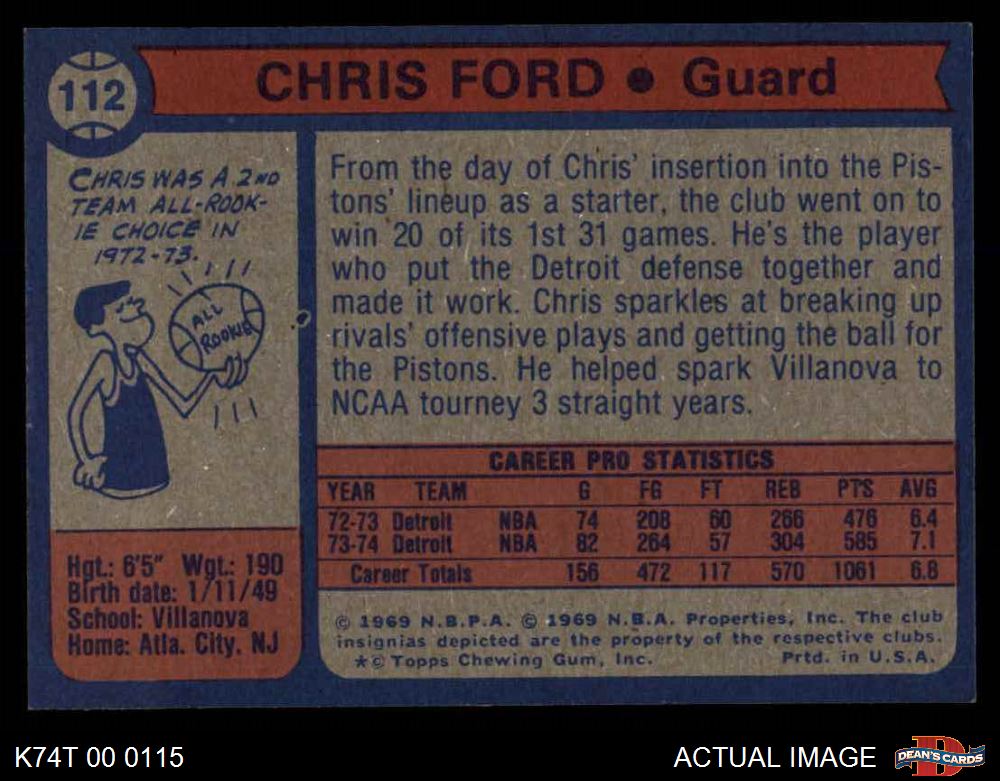 112
CHRIS FORD • Guard
CHRIS WAS A 2ND
TEAM ALL-ROOK-
IE CHOICE IN
1972-73.
ALL
ROOKIE
Hgt.: 6'5" Wgt.: 190
Birth date: 1/11/49
School: Villanova
Home: Atla. City, NJ
From the day of Chris' insertion into the Pis-
tons' lineup as a starter, the club went on to
win 20 of its 1st 31 games. He's the player
who put the Detroit defense together and
made it work. Chris sparkles at breaking up
rivals' offensive plays and getting the ball for
the Pistons. He helped spark Villanova to
NCAA tourney 3 straight years.
CAREER PRO STATISTICS
YEAR TEAM G FG FT REB PTS AVG
72-73 Detroit NBA 74 208 60 266 476 6.4
73-74 Detroit NBA 82 264 57 304 585 7.1
Career Totals 156 472 117 570 1061 6.8
© 1969 N.B.P.A. © 1969 N.B.A. Properties, Inc. The club
insignias depicted are the property of the respective clubs.
*© Topps Chewing Gum, Inc. Prtd. in U.S.A.
K74T 00 0115
ACTUAL IMAGE
D
DEAN'S CARDS